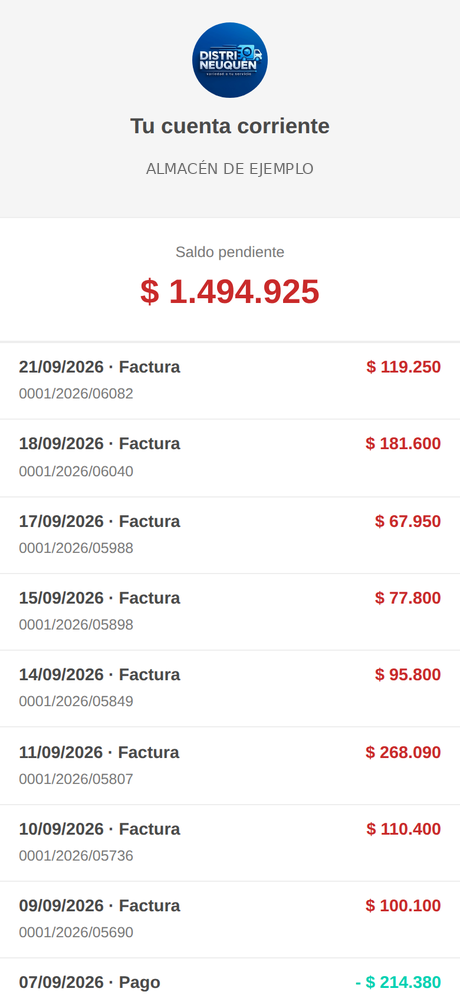 DISTRI
NEUQUEN
Tu cuenta corriente
ALMACÉN DE EJEMPLO
Saldo pendiente
$ 1.494.925
21/09/2026 · Factura $ 119.250
0001/2026/06082
18/09/2026 · Factura $ 181.600
0001/2026/06040
17/09/2026 · Factura $ 67.950
0001/2026/05988
15/09/2026 · Factura $ 77.800
0001/2026/05898
14/09/2026 · Factura $ 95.800
0001/2026/05849
11/09/2026 · Factura $ 268.090
0001/2026/05807
10/09/2026 · Factura $ 110.400
0001/2026/05736
09/09/2026 · Factura $ 100.100
0001/2026/05690
07/09/2026 · Pago - $ 214.380